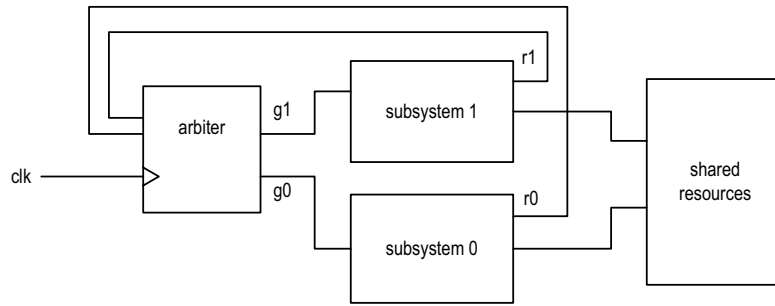 r1
arbiter
g1
subsystem 1
clk
g0
r0
subsystem 0
shared
resources